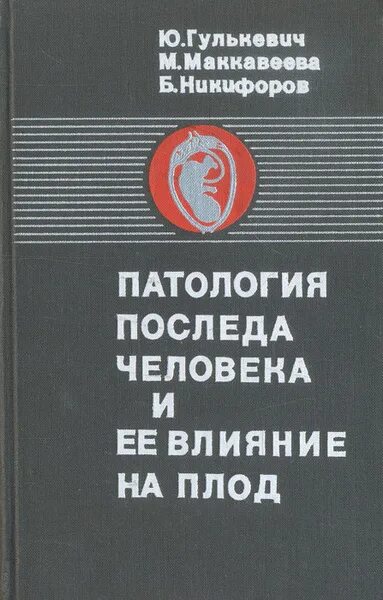 Ю.Гулькевич
М.Маккавеева
Б.Никифоров
ПАТОЛОГИЯ
ПОСЛЕДА
ЧЕЛОВЕКА
И
ЕЕ ВЛИЯНИЕ
НА ПЛОД